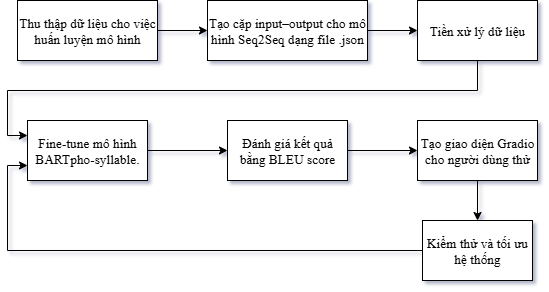 Thu thập dữ liệu cho việc
huấn luyện mô hình
Tạo cặp input–output cho mô
hình Seq2Seq dạng file .json
Tiền xử lý dữ liệu
Fine-tune mô hình
BARTpho-syllable.
Đánh giá kết quả
bằng BLEU score
Tạo giao diện Gradio
cho người dùng thử
Kiểm thử và tối ưu
hệ thống